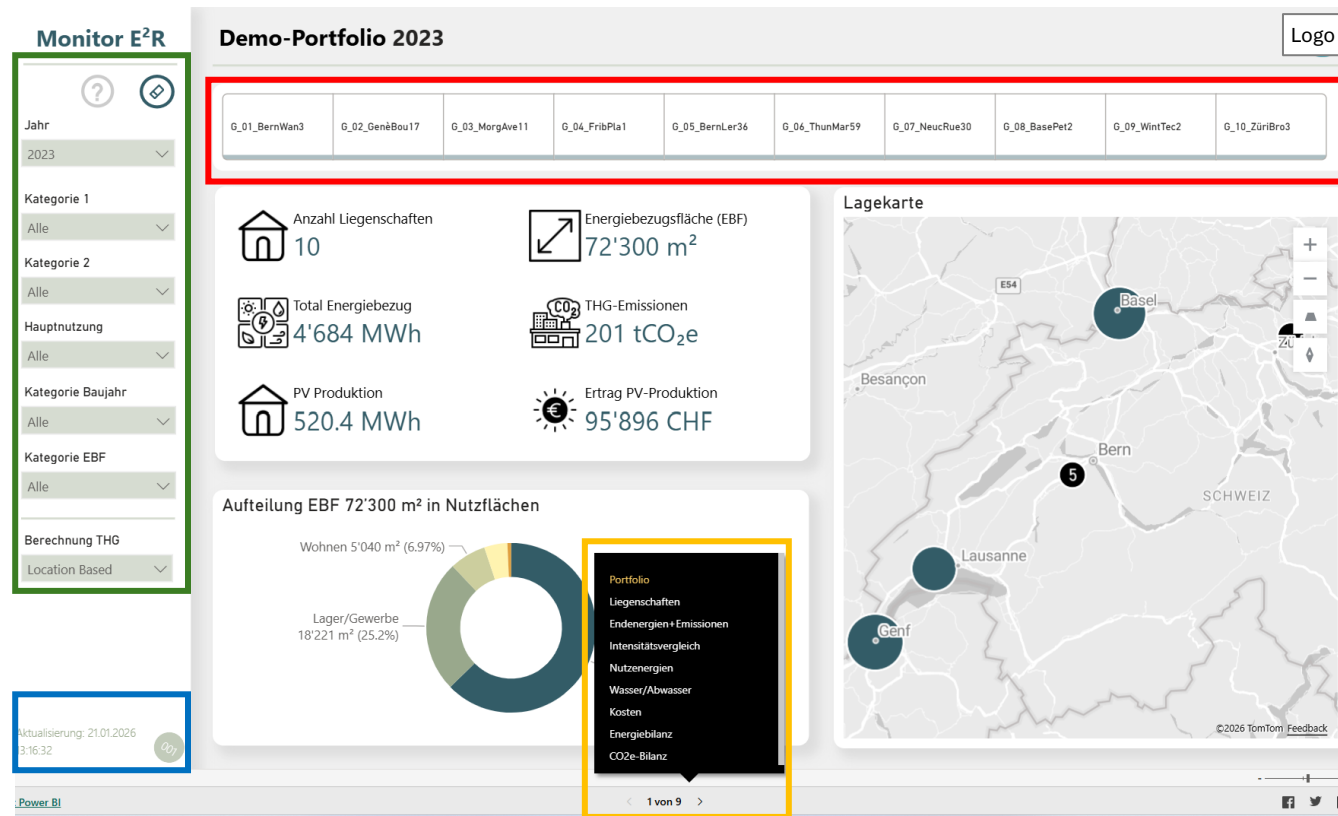 Monitor E²R
Demo-Portfolio 2023
Logo
?
Jahr
2023
Kategorie 1
Alle
Kategorie 2
Alle
Hauptnutzung
Alle
Kategorie Baujahr
Alle
Kategorie EBF
Alle
Berechnung THG
Location Based
Aktualisierung: 21.01.2026
13:16:32
001
G_01_BernWan3
G_02_GenèBou17
G_03_MorgAve11
G_04_FribPla1
G_05_BernLer36
G_06_ThunMar59
G_07_NeucRue30
G_08_BasePet2
G_09_WintTec2
G_10_ZüriBro3
Anzahl Liegenschaften
10
Energiebezugsfläche (EBF)
72'300 m²
Total Energiebezug
4'684 MWh
CO₂
THG-Emissionen
201 tCO₂e
PV Produktion
520.4 MWh
€
Ertrag PV-Produktion
95'896 CHF
Aufteilung EBF 72'300 m² in Nutzflächen
Wohnen 5'040 m² (6.97%)
Lager/Gewerbe
18'221 m² (25.2%)
Portfolio
Liegenschaften
Endenergien+Emissionen
Intensitätsvergleich
Nutzenergien
Wasser/Abwasser
Kosten
Energiebilanz
CO2e-Bilanz
Lagekarte
E54
Basel
Besançon
Bern
5
SCHWEIZ
Lausanne
Genf
©2026 TomTom Feedback
Power BI
1 von 9